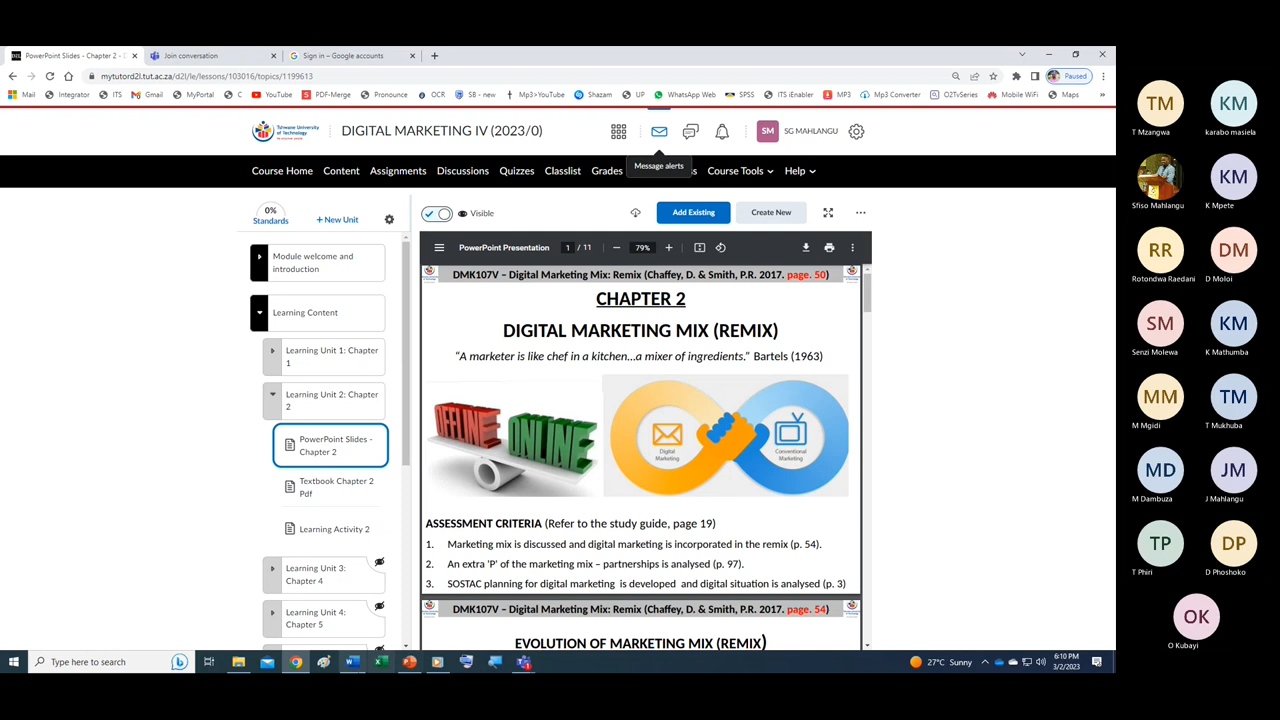 PowerPoint Slides - Chapter 2 -
Join conversation
Sign in – Google accounts
mytutord2l.tut.ac.za/d2l/le/lessons/103016/topics/1199613
Paused
Mail Integrator ITS Gmail MyPortal C YouTube PDF-Merge Pronounce OCR SB - new Mp3>YouTube Shazam UP WhatsApp Web SPSS ITS iEnabler MP3 Mp3 Converter O2TvSeries Mobile WiFi Maps
Tshwane University of Technology
DIGITAL MARKETING IV (2023/0)
SM SG MAHLANGU
Message alerts
Course Home Content Assignments Discussions Quizzes Classlist Grades s Course Tools Help
0%
Standards
+ New Unit
Visible
Add Existing
Create New
Module welcome and
introduction
Learning Content
Learning Unit 1: Chapter
1
Learning Unit 2: Chapter
2
PowerPoint Slides -
Chapter 2
Textbook Chapter 2
Pdf
Learning Activity 2
Learning Unit 3:
Chapter 4
Learning Unit 4:
Chapter 5
PowerPoint Presentation 1 / 11 79%
DMK107V – Digital Marketing Mix: Remix (Chaffey, D. & Smith, P.R. 2017. page. 50)
CHAPTER 2
DIGITAL MARKETING MIX (REMIX)
“A marketer is like chef in a kitchen…a mixer of ingredients.” Bartels (1963)
OFFLINE ONLINE
Digital
Marketing
Conventional
Marketing
ASSESSMENT CRITERIA (Refer to the study guide, page 19)
1. Marketing mix is discussed and digital marketing is incorporated in the remix (p. 54).
2. An extra 'P' of the marketing mix – partnerships is analysed (p. 97).
3. SOSTAC planning for digital marketing is developed and digital situation is analysed (p. 3)
DMK107V – Digital Marketing Mix: Remix (Chaffey, D. & Smith, P.R. 2017. page. 54)
EVOLUTION OF MARKETING MIX (REMIX)
Type here to search
27°C Sunny
6:10 PM
3/2/2023
TM
T Mzangwa
KM
karabo masiela
Sfiso Mahlangu
KM
K Mpete
RR
Rotondwa Raedani
DM
D Moloi
SM
Senzi Molewa
KM
K Mathumba
MM
M Mgidi
TM
T Mukhuba
MD
M Dambuza
JM
J Mahlangu
TP
T Phiri
DP
D Phoshoko
OK
O Kubayi